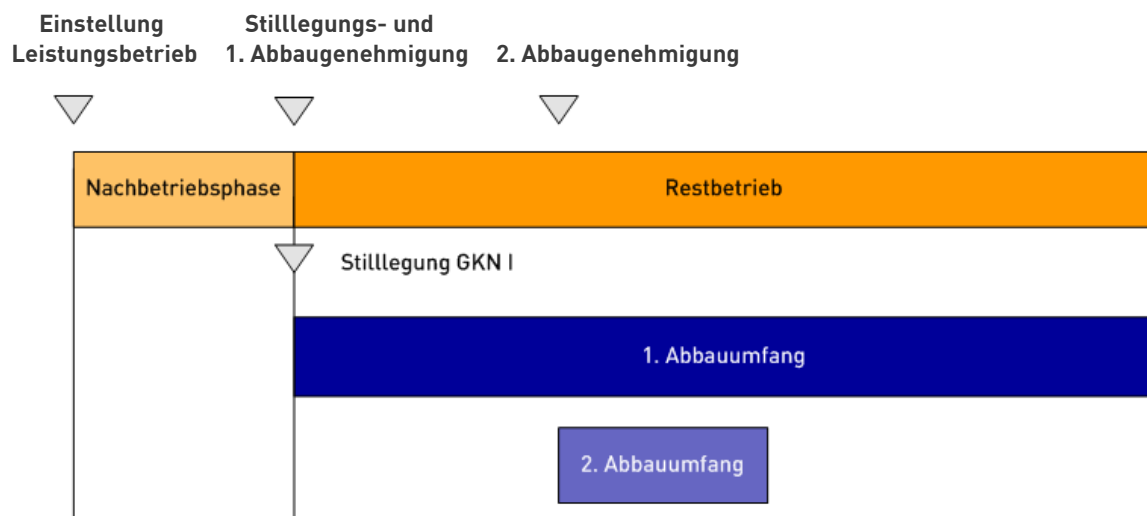 Einstellung
Leistungsbetrieb
Stilllegungs- und
1. Abbaugenehmigung
2. Abbaugenehmigung
Nachbetriebsphase
Restbetrieb
Stilllegung GKN I
1. Abbauumfang
2. Abbauumfang